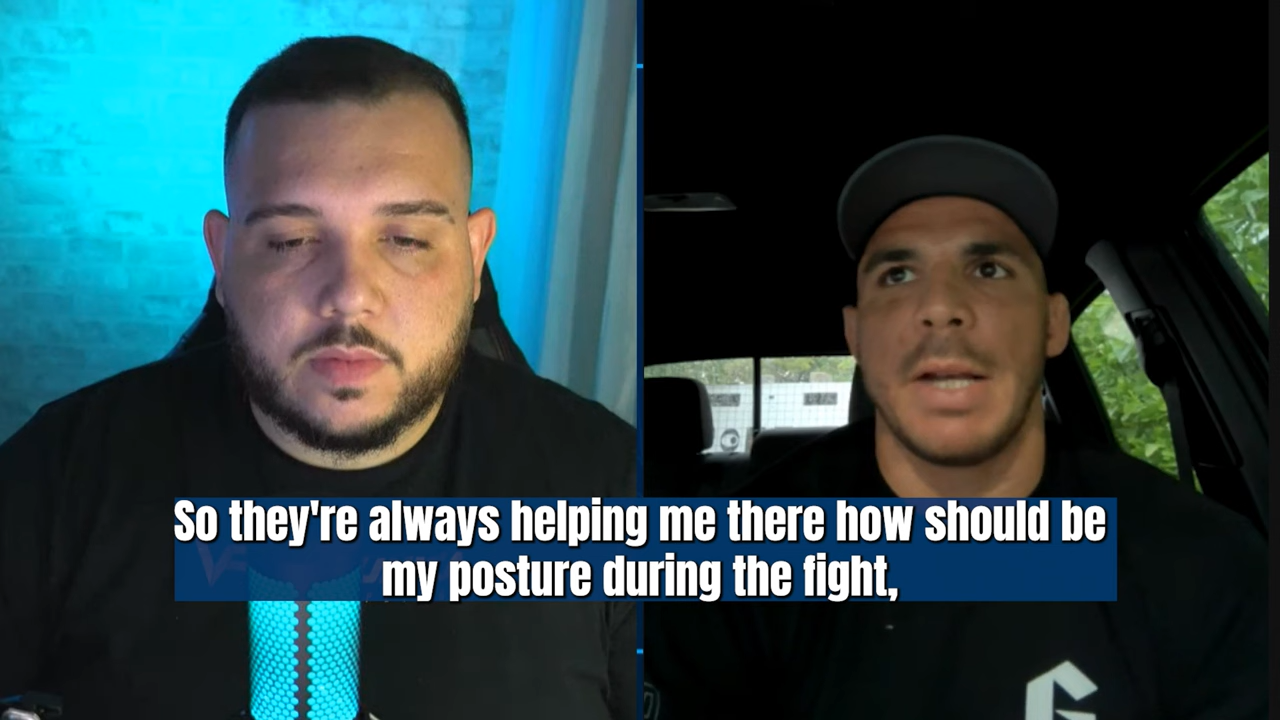 So they're always helping me there how should be
my posture during the fight,